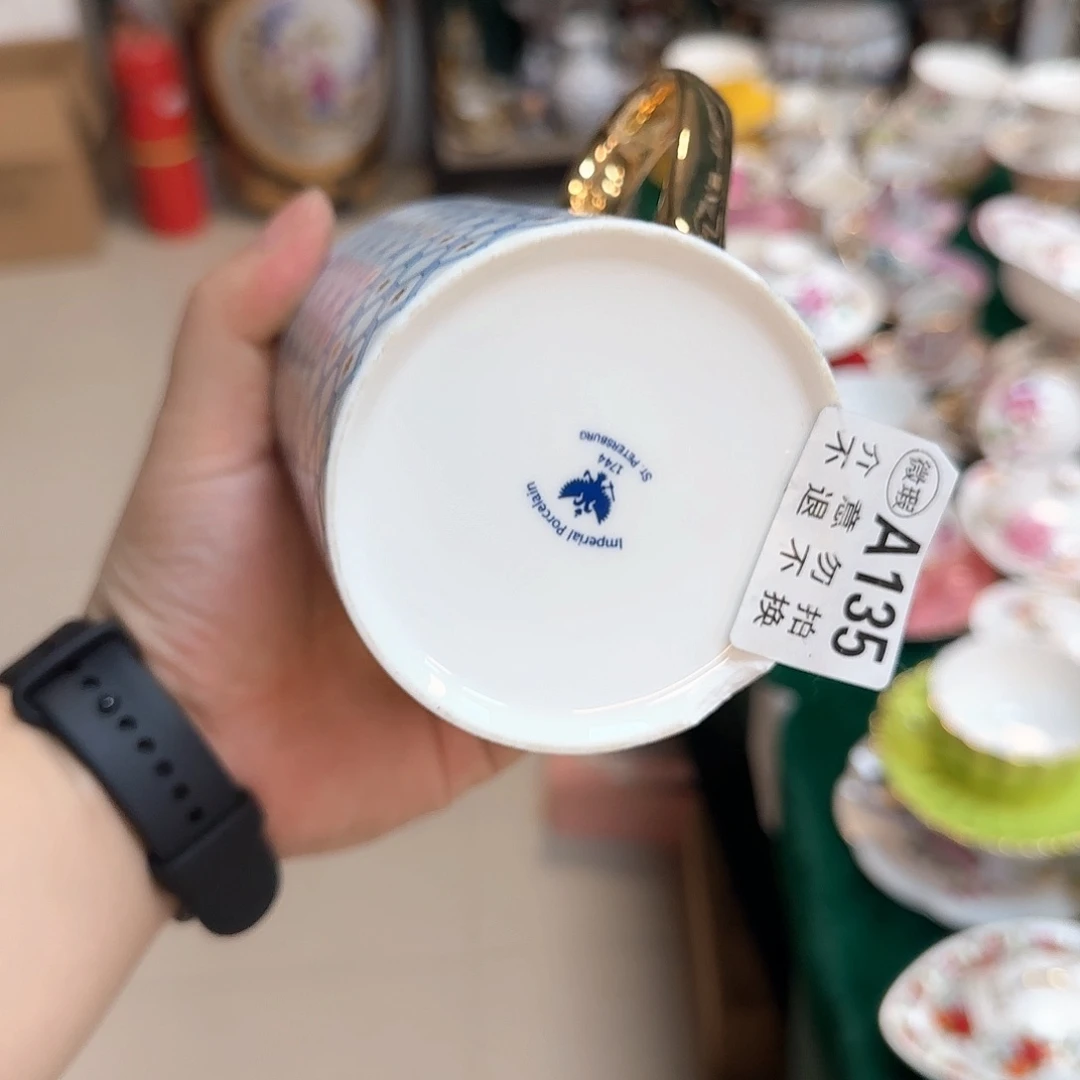 Imperial Porcelain
1744
St. PETERSBURG
微瑕
A135
介意勿拍
不退不换